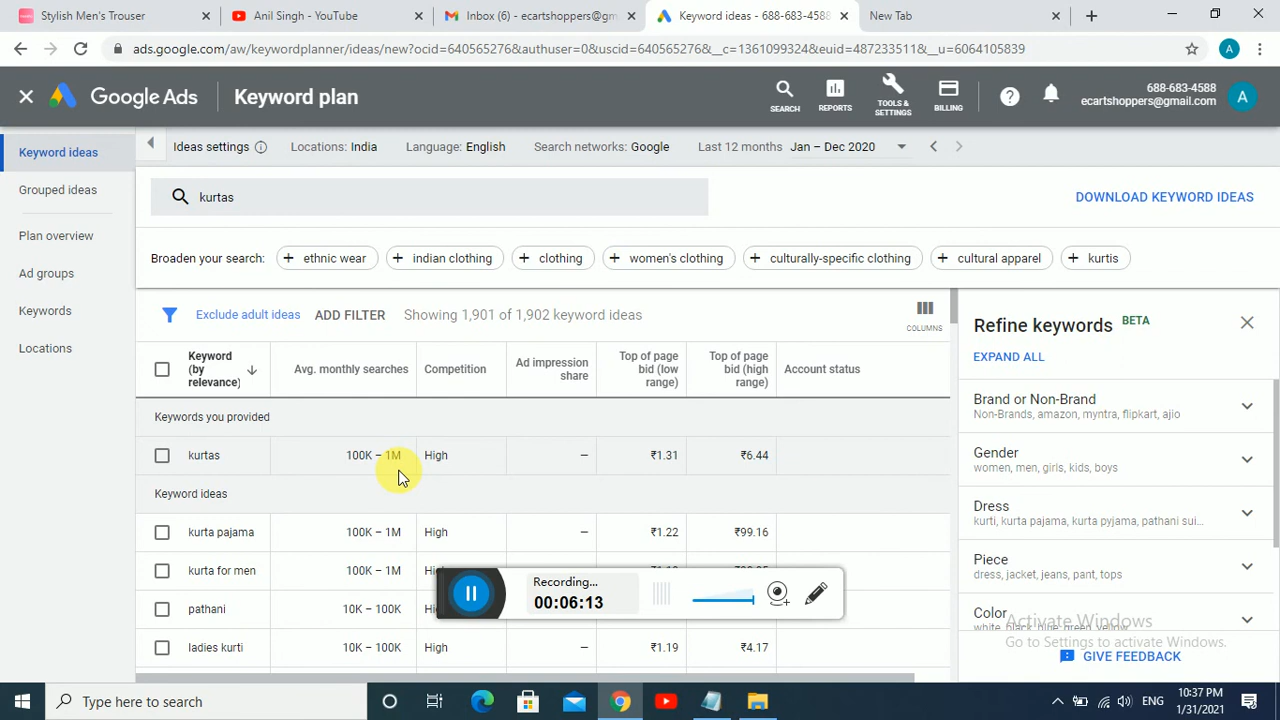 Stylish Men's Trouser
Anil Singh - YouTube
Inbox (6) - ecartshoppers@gm
Keyword ideas - 688-683-4588
New Tab
ads.google.com/aw/keywordplanner/ideas/new?ocid=640565276&authuser=0&uscid=640565276&__c=1361099324&euid=487233511&__u=6064105839
A
Google Ads
Keyword plan
SEARCH
REPORTS
TOOLS &
SETTINGS
BILLING
688-683-4588
ecartshoppers@gmail.com
A
Keyword ideas
Grouped ideas
Plan overview
Ad groups
Keywords
Locations
Ideas settings
Locations: India
Language: English
Search networks: Google
Last 12 months
Jan – Dec 2020
kurtas
DOWNLOAD KEYWORD IDEAS
Broaden your search:
+ ethnic wear
+ indian clothing
+ clothing
+ women's clothing
+ culturally-specific clothing
+ cultural apparel
+ kurtis
Exclude adult ideas
ADD FILTER
Showing 1,901 of 1,902 keyword ideas
COLUMNS
Keyword
(by
relevance)
Avg. monthly searches
Competition
Ad impression
share
Top of page
bid (low
range)
Top of page
bid (high
range)
Account status
Keywords you provided
kurtas 100K – 1M High – ₹1.31 ₹6.44
Keyword ideas
kurta pajama 100K – 1M High – ₹1.22 ₹99.16
kurta for men 100K – 1M
pathani 10K – 100K
ladies kurti 10K – 100K High – ₹1.19 ₹4.17
Refine keywords BETA
EXPAND ALL
Brand or Non-Brand
Non-Brands, amazon, myntra, flipkart, ajio
Gender
women, men, girls, kids, boys
Dress
kurti, kurta pajama, kurta pyjama, pathani sui...
Piece
dress, jacket, jeans, pant, tops
Color
white, black, blue, green, yellow
Activate Windows
Go to Settings to activate Windows.
GIVE FEEDBACK
Recording...
00:06:13
Type here to search
ENG
10:37 PM
1/31/2021